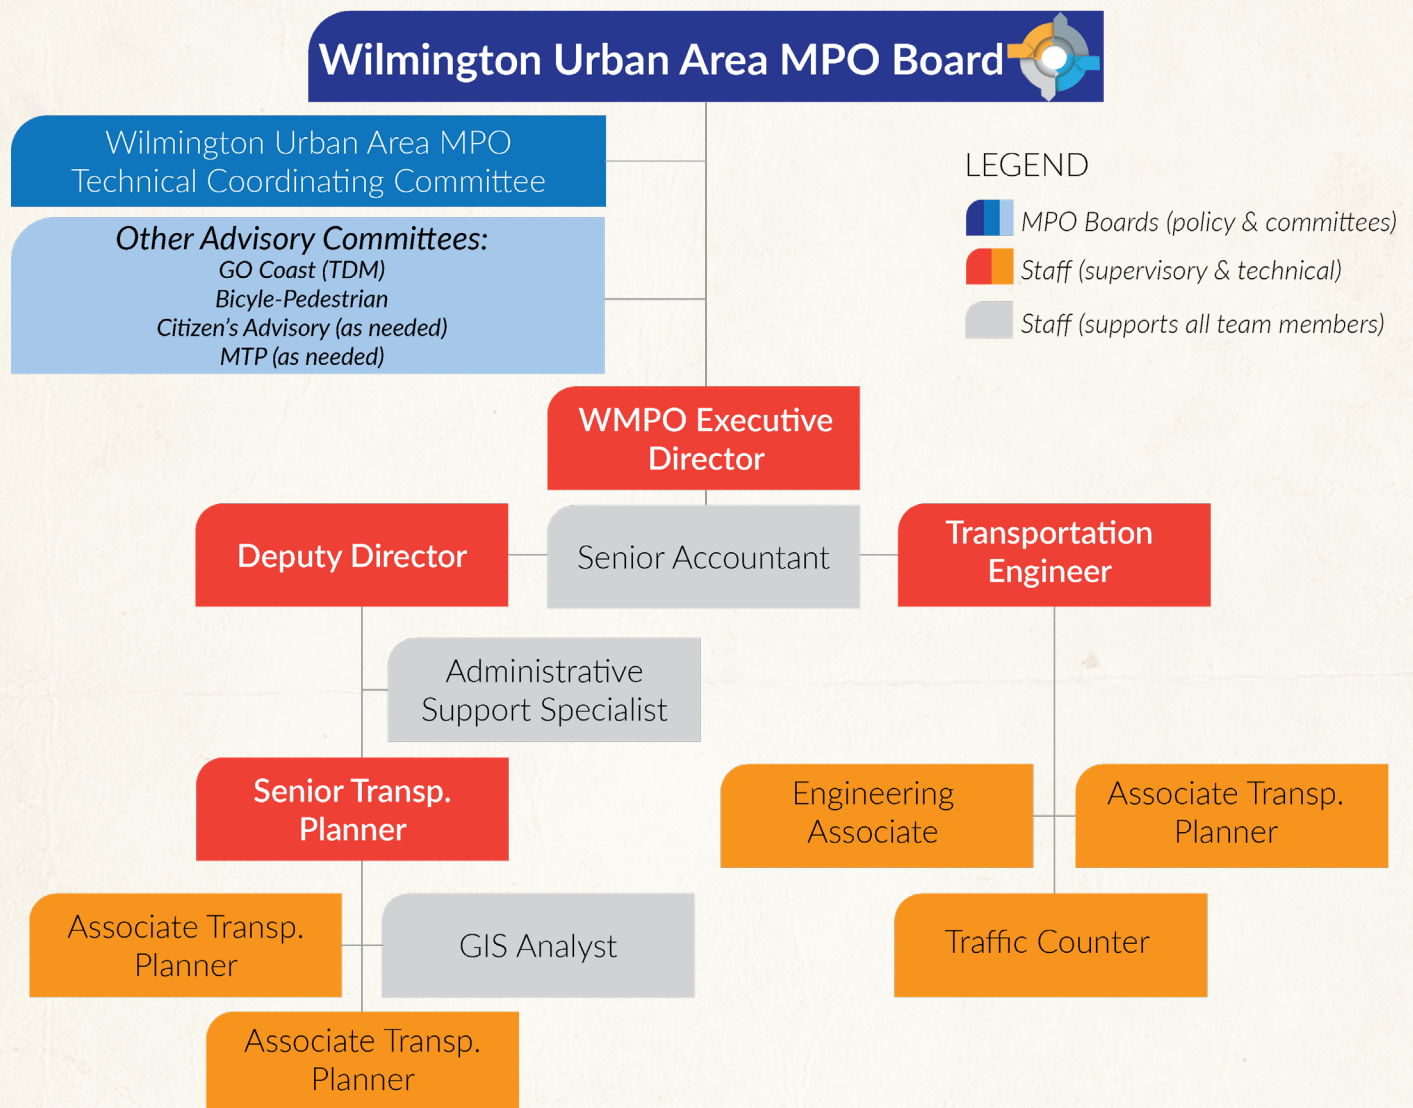 Wilmington Urban Area MPO Board
Wilmington Urban Area MPO
Technical Coordinating Committee
Other Advisory Committees:
GO Coast (TDM)
Bicyle-Pedestrian
Citizen's Advisory (as needed)
MTP (as needed)
LEGEND
MPO Boards (policy & committees)
Staff (supervisory & technical)
Staff (supports all team members)
WMPO Executive
Director
Deputy Director
Senior Accountant
Transportation
Engineer
Administrative
Support Specialist
Senior Transp.
Planner
Engineering
Associate
Associate Transp.
Planner
Associate Transp.
Planner
GIS Analyst
Traffic Counter
Associate Transp.
Planner